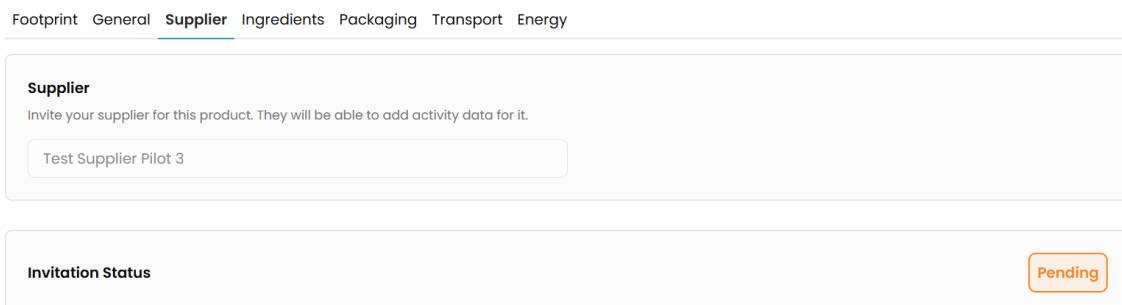 Footprint General Supplier Ingredients Packaging Transport Energy
Supplier
Invite your supplier for this product. They will be able to add activity data for it.
Test Supplier Pilot 3
Invitation Status Pending